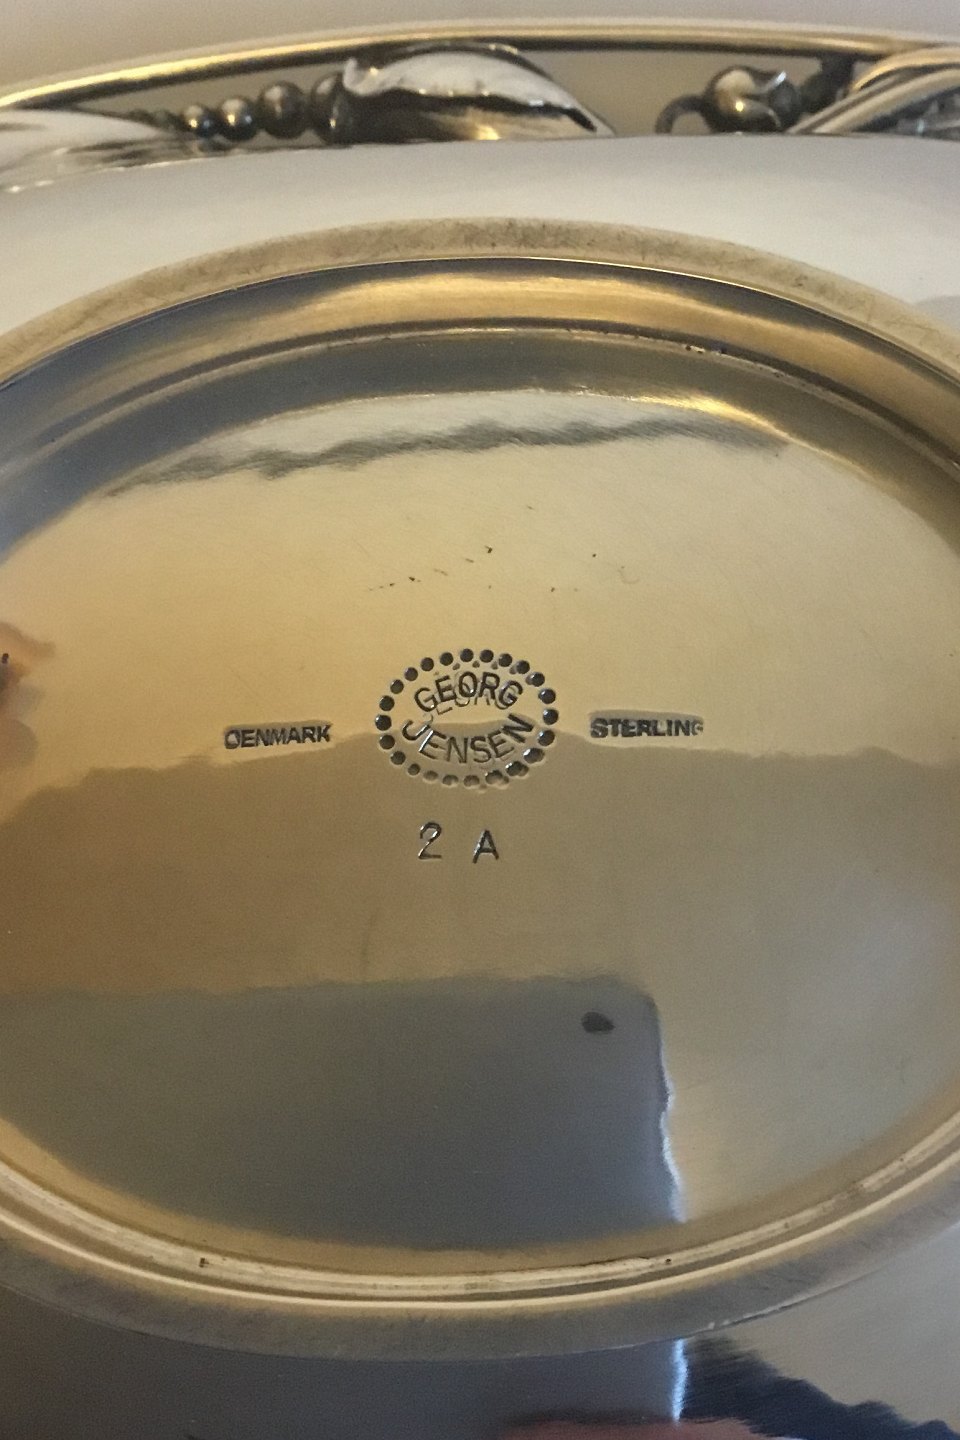 GEORG
DENMARK JENSEN STERLING
2 A